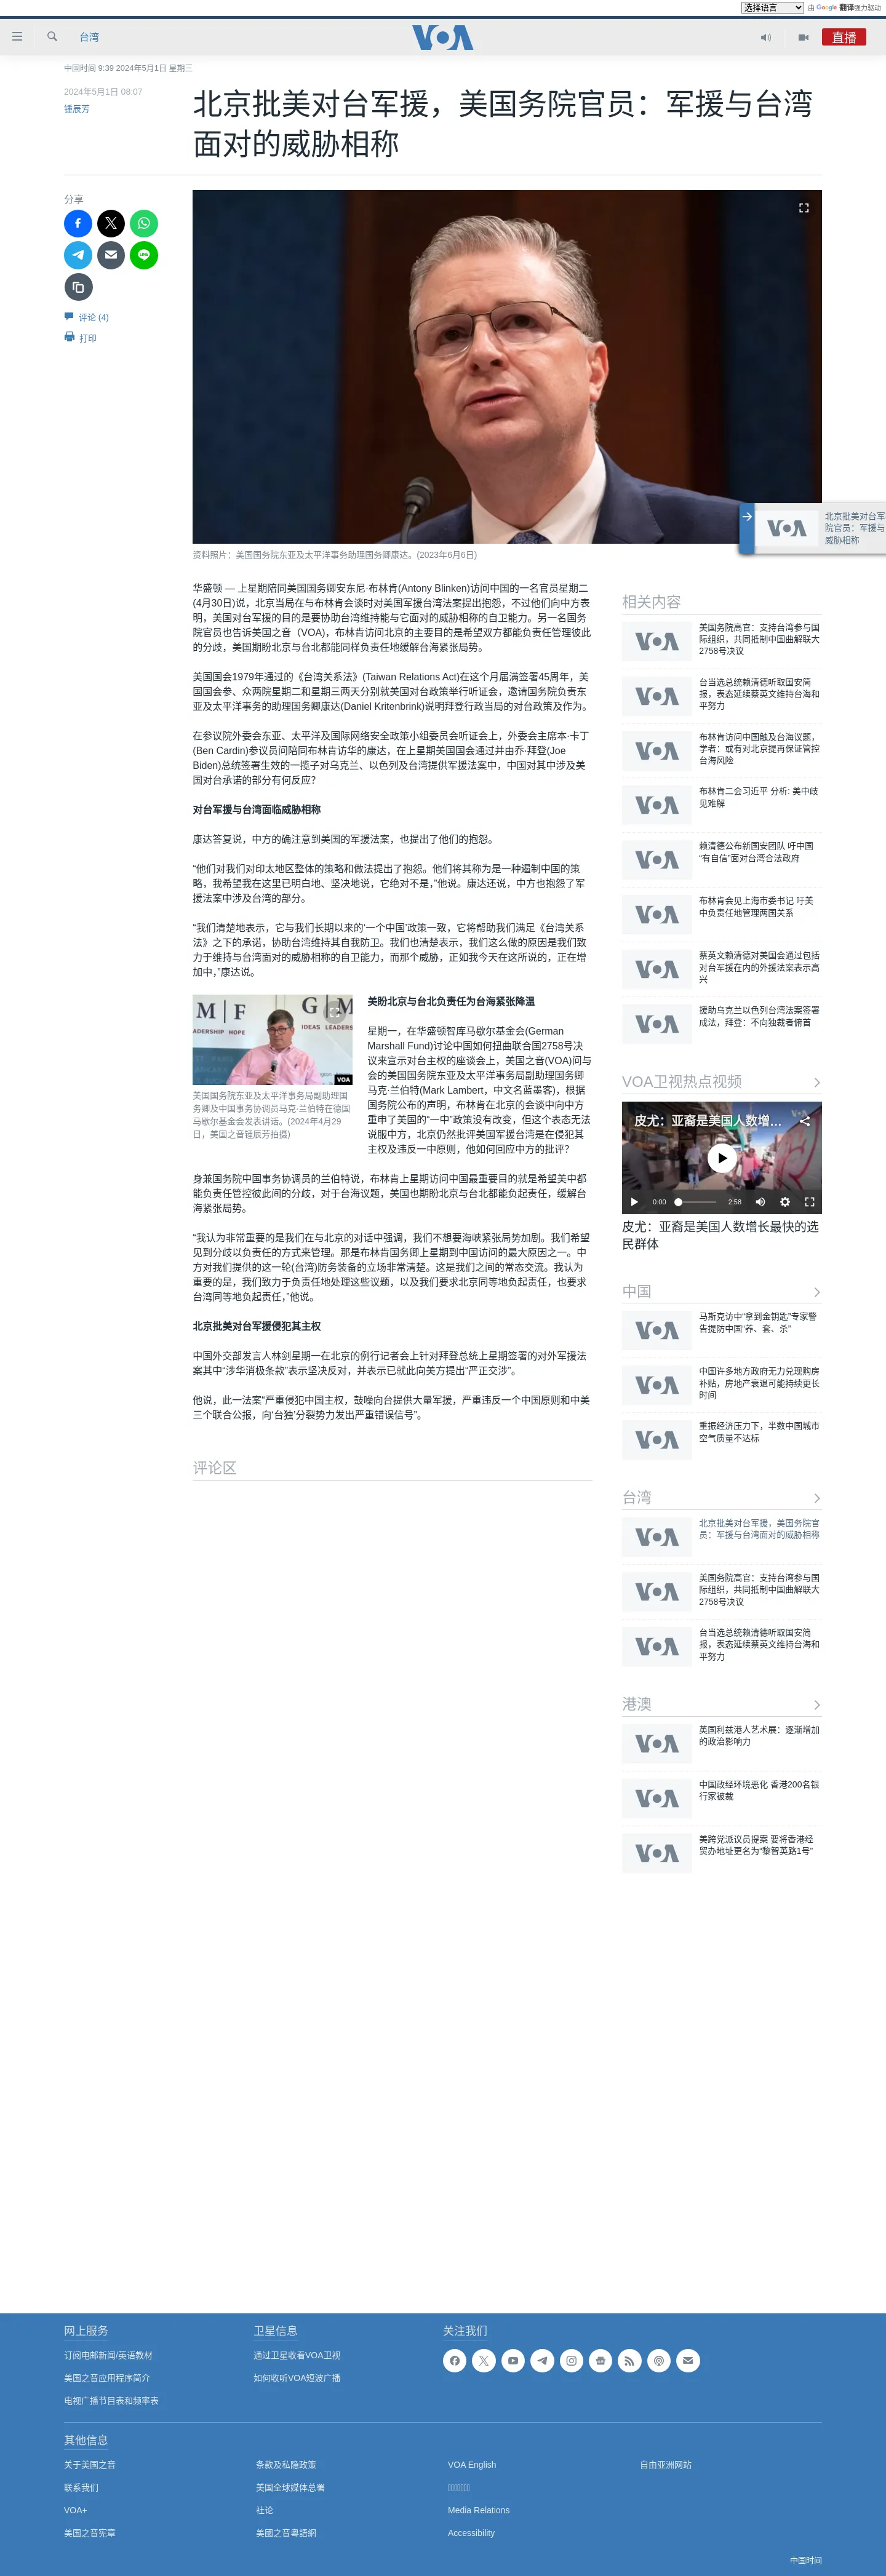 选择语言
由 Google 翻译强力驱动
台湾
VOA
直播
中国时间 9:39 2024年5月1日 星期三
2024年5月1日 08:07
锺辰芳
北京批美对台军援，美国务院官员：军援与台湾
面对的威胁相称
分享
评论 (4)
打印
北京批美对台军
院官员：军援与
威胁相称
资料照片：美国国务院东亚及太平洋事务助理国务卿康达。(2023年6月6日)
华盛顿 — 上星期陪同美国国务卿安东尼·布林肯(Antony Blinken)访问中国的一名官员星期二
(4月30日)说，北京当局在与布林肯会谈时对美国军援台湾法案提出抱怨，不过他们向中方表
明，美国对台军援的目的是要协助台湾维持能与它面对的威胁相称的自卫能力。另一名国务
院官员也告诉美国之音（VOA)，布林肯访问北京的主要目的是希望双方都能负责任管理彼此
的分歧，美国期盼北京与台北都能同样负责任地缓解台海紧张局势。
美国国会1979年通过的《台湾关系法》(Taiwan Relations Act)在这个月届满签署45周年，美
国国会参、众两院星期二和星期三两天分别就美国对台政策举行听证会，邀请国务院负责东
亚及太平洋事务的助理国务卿康达(Daniel Kritenbrink)说明拜登行政当局的对台政策及作为。
在参议院外委会东亚、太平洋及国际网络安全政策小组委员会听证会上，外委会主席本·卡丁
(Ben Cardin)参议员问陪同布林肯访华的康达，在上星期美国国会通过并由乔·拜登(Joe
Biden)总统签署生效的一揽子对乌克兰、以色列及台湾提供军援法案中，中国对其中涉及美
国对台承诺的部分有何反应？
对台军援与台湾面临威胁相称
康达答复说，中方的确注意到美国的军援法案，也提出了他们的抱怨。
“他们对我们对印太地区整体的策略和做法提出了抱怨。他们将其称为是一种遏制中国的策
略，我希望我在这里已明白地、坚决地说，它绝对不是，”他说。康达还说，中方也抱怨了军
援法案中涉及台湾的部分。
“我们清楚地表示，它与我们长期以来的‘一个中国’政策一致，它将帮助我们满足《台湾关系
法》之下的承诺，协助台湾维持其自我防卫。我们也清楚表示，我们这么做的原因是我们致
力于维持与台湾面对的威胁相称的自卫能力，而那个威胁，正如我今天在这所说的，正在增
加中，”康达说。
美国国务院东亚及太平洋事务局副助理国
务卿及中国事务协调员马克·兰伯特在德国
马歇尔基金会发表讲话。(2024年4月29
日，美国之音锺辰芳拍摄)
美盼北京与台北负责任为台海紧张降温
星期一，在华盛顿智库马歇尔基金会(German
Marshall Fund)讨论中国如何扭曲联合国2758号决
议来宣示对台主权的座谈会上，美国之音(VOA)问与
会的美国国务院东亚及太平洋事务局副助理国务卿
马克·兰伯特(Mark Lambert，中文名蓝墨客)，根据
国务院公布的声明，布林肯在北京的会谈中向中方
重申了美国的“一中”政策没有改变，但这个表态无法
说服中方，北京仍然批评美国军援台湾是在侵犯其
主权及违反一中原则，他如何回应中方的批评？
身兼国务院中国事务协调员的兰伯特说，布林肯上星期访问中国最重要目的就是希望美中都
能负责任管控彼此间的分歧，对于台海议题，美国也期盼北京与台北都能负起责任，缓解台
海紧张局势。
“我认为非常重要的是我们在与北京的对话中强调，我们不想要海峡紧张局势加剧。我们希望
见到分歧以负责任的方式来管理。那是布林肯国务卿上星期到中国访问的最大原因之一。中
方对我们提供的这一轮(台湾)防务装备的立场非常清楚。这是我们之间的常态交流。我认为
重要的是，我们致力于负责任地处理这些议题，以及我们要求北京同等地负起责任，也要求
台湾同等地负起责任，”他说。
北京批美对台军援侵犯其主权
中国外交部发言人林剑星期一在北京的例行记者会上针对拜登总统上星期签署的对外军援法
案其中“涉华消极条款”表示坚决反对，并表示已就此向美方提出“严正交涉”。
他说，此一法案“严重侵犯中国主权，鼓噪向台提供大量军援，严重违反一个中国原则和中美
三个联合公报，向‘台独’分裂势力发出严重错误信号”。
评论区
相关内容
美国务院高官：支持台湾参与国
际组织，共同抵制中国曲解联大
2758号决议
台当选总统赖清德听取国安简
报，表态延续蔡英文维持台海和
平努力
布林肯访问中国触及台海议题，
学者：或有对北京提再保证管控
台海风险
布林肯二会习近平 分析: 美中歧
见难解
赖清德公布新国安团队 吁中国
“有自信”面对台湾合法政府
布林肯会见上海市委书记 吁美
中负责任地管理两国关系
蔡英文赖清德对美国会通过包括
对台军援在内的外援法案表示高
兴
援助乌克兰以色列台湾法案签署
成法，拜登：不向独裁者俯首
VOA卫视热点视频
皮尤：亚裔是美国人数增...
0:00
2:58
皮尤：亚裔是美国人数增长最快的选
民群体
中国
马斯克访中“拿到金钥匙”专家警
告提防中国“养、套、杀”
中国许多地方政府无力兑现购房
补贴，房地产衰退可能持续更长
时间
重振经济压力下，半数中国城市
空气质量不达标
台湾
北京批美对台军援，美国务院官
员：军援与台湾面对的威胁相称
美国务院高官：支持台湾参与国
际组织，共同抵制中国曲解联大
2758号决议
台当选总统赖清德听取国安简
报，表态延续蔡英文维持台海和
平努力
港澳
英国利兹港人艺术展：逐渐增加
的政治影响力
中国政经环境恶化 香港200名银
行家被裁
美跨党派议员提案 要将香港经
贸办地址更名为“黎智英路1号”
网上服务
订阅电邮新闻/英语教材
美国之音应用程序简介
电视广播节目表和频率表
卫星信息
通过卫星收看VOA卫视
如何收听VOA短波广播
关注我们
其他信息
关于美国之音
联系我们
VOA+
美国之音宪章
条款及私隐政策
美国全球媒体总署
社论
美國之音粵語網
VOA English
Media Relations
Accessibility
自由亚洲网站
中国时间